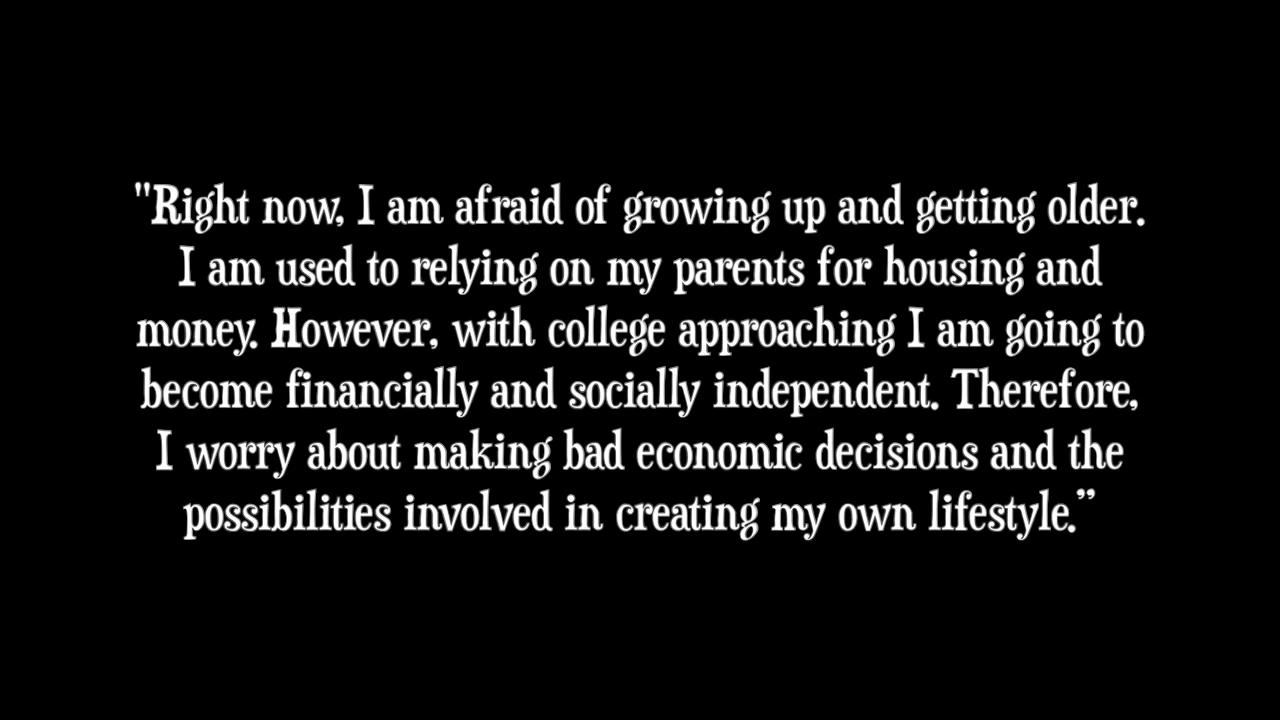 "Right now, I am afraid of growing up and getting older.
I am used to relying on my parents for housing and
money. However, with college approaching I am going to
become financially and socially independent. Therefore,
I worry about making bad economic decisions and the
possibilities involved in creating my own lifestyle.”